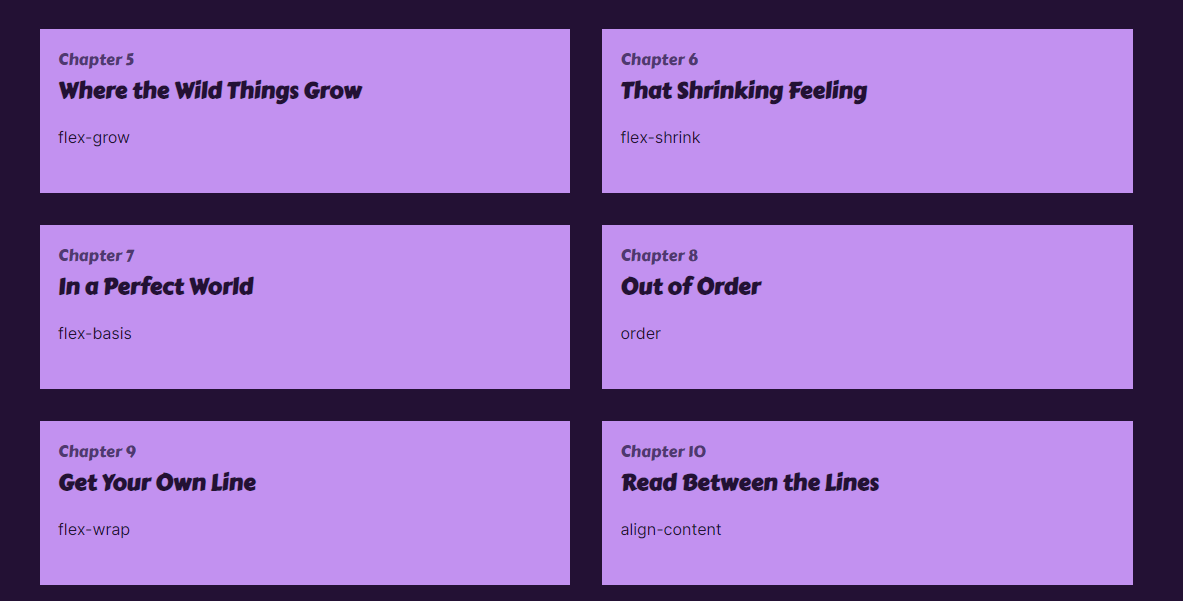 Chapter 5
Where the Wild Things Grow
flex-grow
Chapter 6
That Shrinking Feeling
flex-shrink
Chapter 7
In a Perfect World
flex-basis
Chapter 8
Out of Order
order
Chapter 9
Get Your Own Line
flex-wrap
Chapter 10
Read Between the Lines
align-content